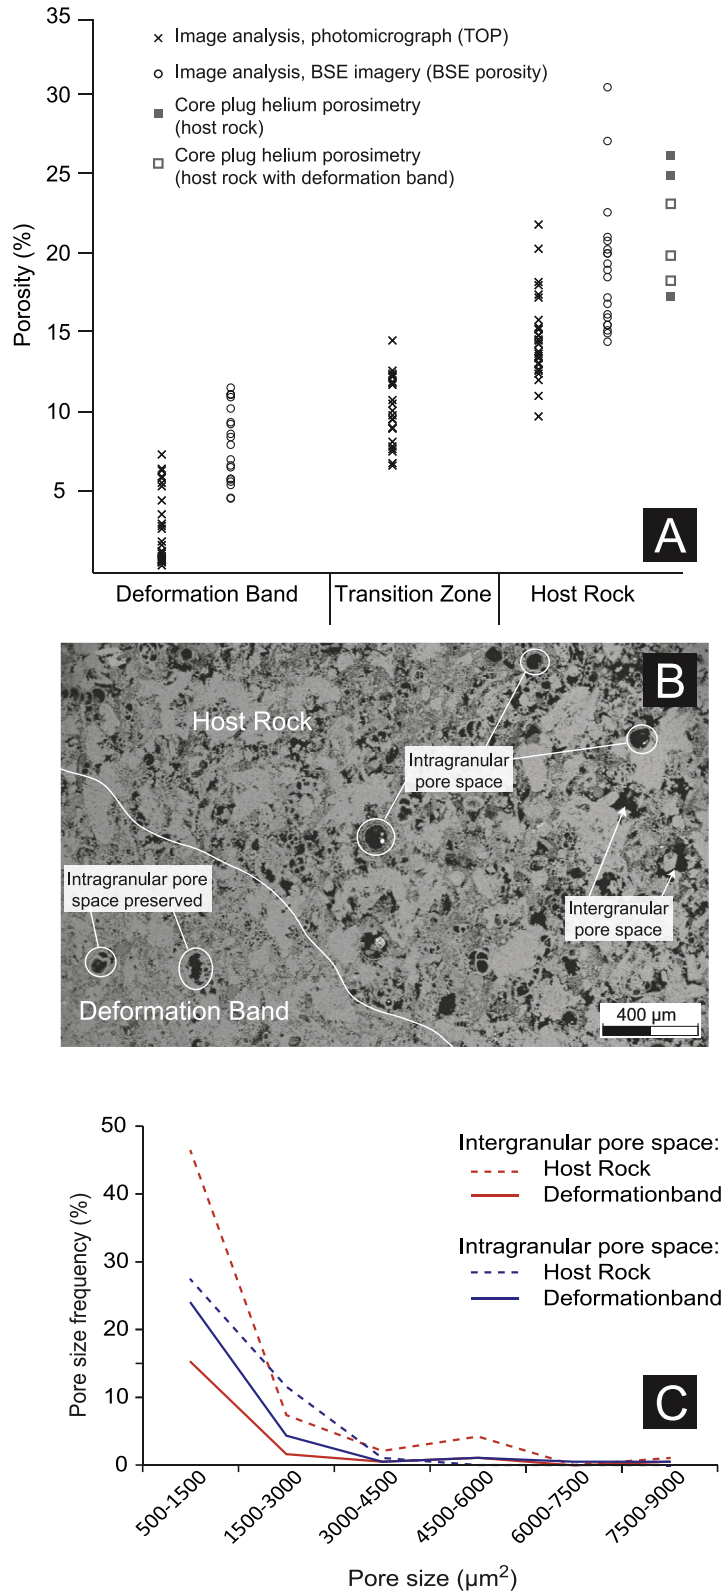 35
30
25
20
15
10
5
Porosity (%)
Image analysis, photomicrograph (TOP)
Image analysis, BSE imagery (BSE porosity)
Core plug helium porosimetry
(host rock)
Core plug helium porosimetry
(host rock with deformation band)
A
Deformation Band
Transition Zone
Host Rock
B
Host Rock
Intragranular
pore space
Intragranular pore
space preserved
Intergranular
pore space
Deformation Band
400 µm
50
40
30
20
10
0
Pore size frequency (%)
Intergranular pore space:
Host Rock
Deformationband
Intragranular pore space:
Host Rock
Deformationband
C
500-1500
1500-3000
3000-4500
4500-6000
6000-7500
7500-9000
Pore size (µm²)